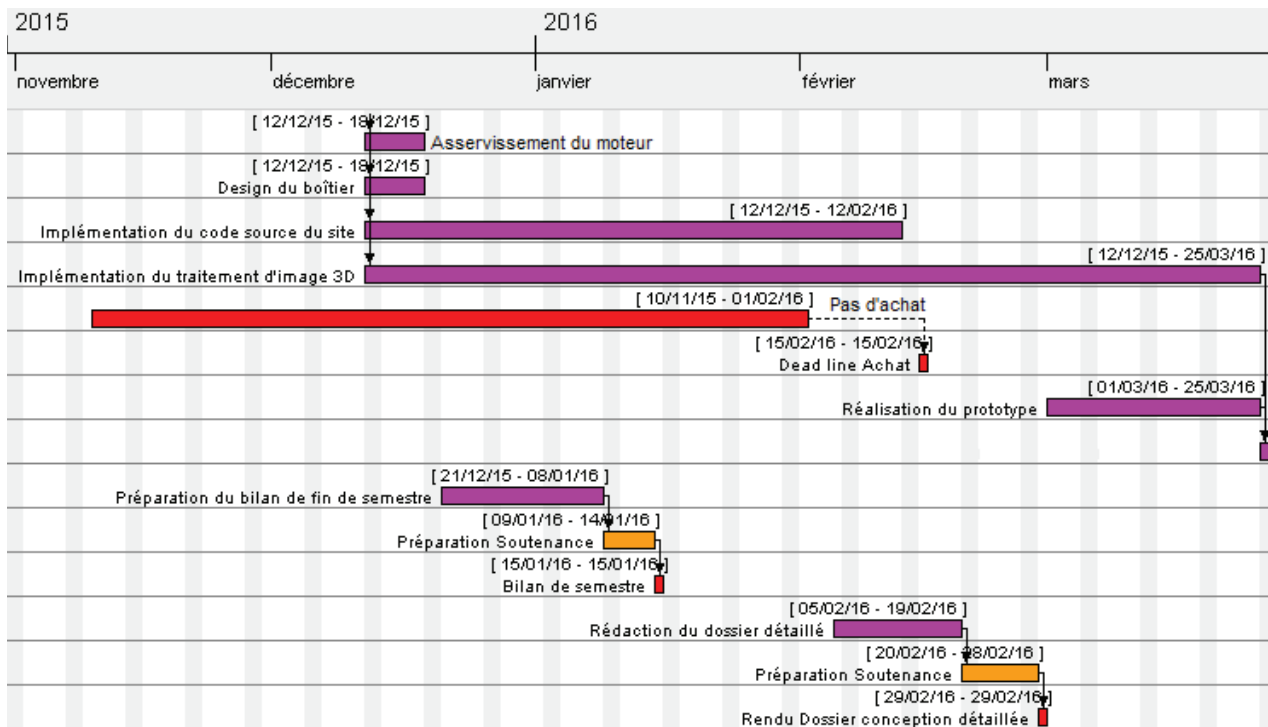 2015 2016
novembre décembre janvier février mars
[ 12/12/15 - 18/12/15 ]
Asservissement du moteur
[ 12/12/15 - 18/12/15 ]
Design du boîtier
[ 12/12/15 - 12/02/16 ]
Implémentation du code source du site
[ 12/12/15 - 25/03/16 ]
Implémentation du traitement d'image 3D
[ 10/11/15 - 01/02/16 ] Pas d'achat
[ 15/02/16 - 15/02/16 ]
Dead line Achat
[ 01/03/16 - 25/03/16 ]
Réalisation du prototype
[ 21/12/15 - 08/01/16 ]
Préparation du bilan de fin de semestre
[ 09/01/16 - 14/01/16 ]
Préparation Soutenance
[ 15/01/16 - 15/01/16 ]
Bilan de semestre
[ 05/02/16 - 19/02/16 ]
Rédaction du dossier détaillé
[ 20/02/16 - 28/02/16 ]
Préparation Soutenance
[ 29/02/16 - 29/02/16 ]
Rendu Dossier conception détaillée